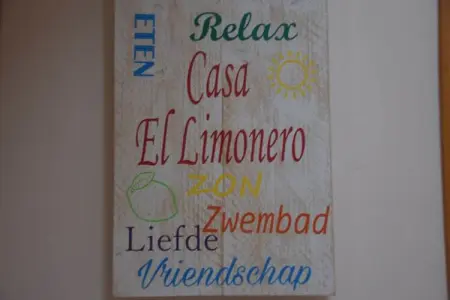 ETEN
Relax
Casa
El Limonero
ZON
Zwembad
Liefde
Vriendschap